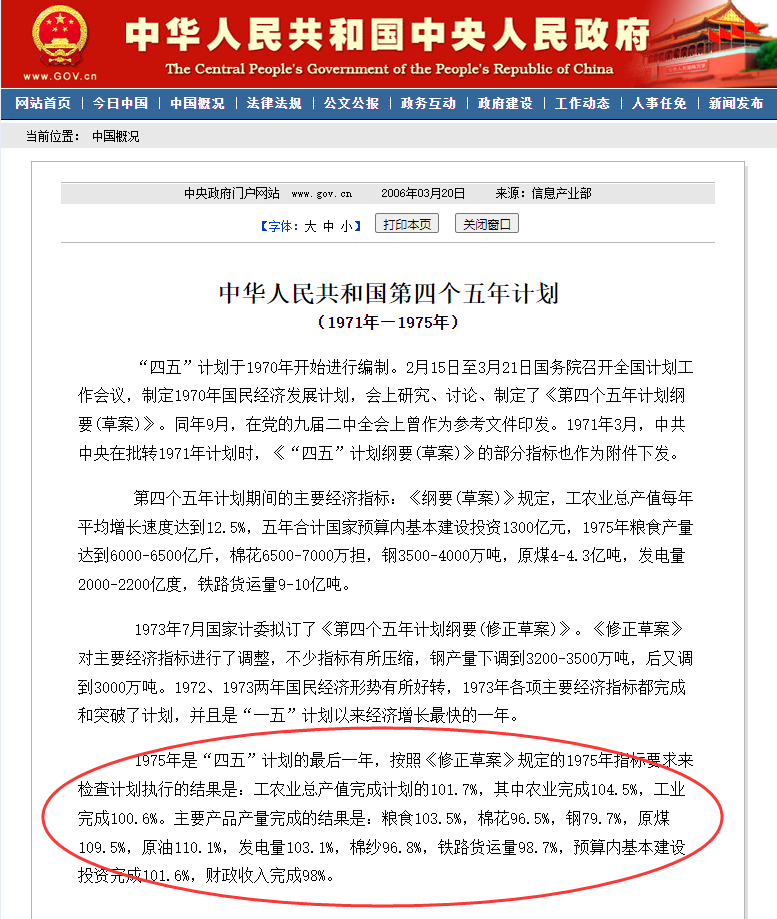 中华人民共和国中央人民政府
www.GOV.cn
The Central People's Government of the People's Republic of China
网站首页 | 今日中国 | 中国概况 | 法律法规 | 公文公报 | 政务互动 | 政府建设 | 工作动态 | 人事任免 | 新闻发布
当前位置： 中国概况
中央政府门户网站 www.gov.cn 2006年03月20日 来源：信息产业部
【字体：大 中 小】 打印本页 关闭窗口
中华人民共和国第四个五年计划
（1971年－1975年）
“四五”计划于1970年开始进行编制。2月15日至3月21日国务院召开全国计划工
作会议，制定1970年国民经济发展计划，会上研究、讨论、制定了《第四个五年计划纲
要(草案)》。同年9月，在党的九届二中全会上曾作为参考文件印发。1971年3月，中共
中央在批转1971年计划时，《“四五”计划纲要(草案)》的部分指标也作为附件下发。
第四个五年计划期间的主要经济指标：《纲要(草案)》规定，工农业总产值每年
平均增长速度达到12.5%，五年合计国家预算内基本建设投资1300亿元，1975年粮食产量
达到6000-6500亿斤，棉花6500-7000万担，钢3500-4000万吨，原煤4-4.3亿吨，发电量
2000-2200亿度，铁路货运量9-10亿吨。
1973年7月国家计委拟订了《第四个五年计划纲要(修正草案)》。《修正草案》
对主要经济指标进行了调整，不少指标有所压缩，钢产量下调到3200-3500万吨，后又调
到3000万吨。1972、1973两年国民经济形势有所好转，1973年各项主要经济指标都完成
和突破了计划，并且是“一五”计划以来经济增长最快的一年。
1975年是“四五”计划的最后一年，按照《修正草案》规定的1975年指标要求来
检查计划执行的结果是：工农业总产值完成计划的101.7%，其中农业完成104.5%，工业
完成100.6%。主要产品产量完成的结果是：粮食103.5%，棉花96.5%，钢79.7%，原煤
109.5%，原油110.1%，发电量103.1%，棉纱96.8%，铁路货运量98.7%，预算内基本建设
投资完成101.6%，财政收入完成98%。